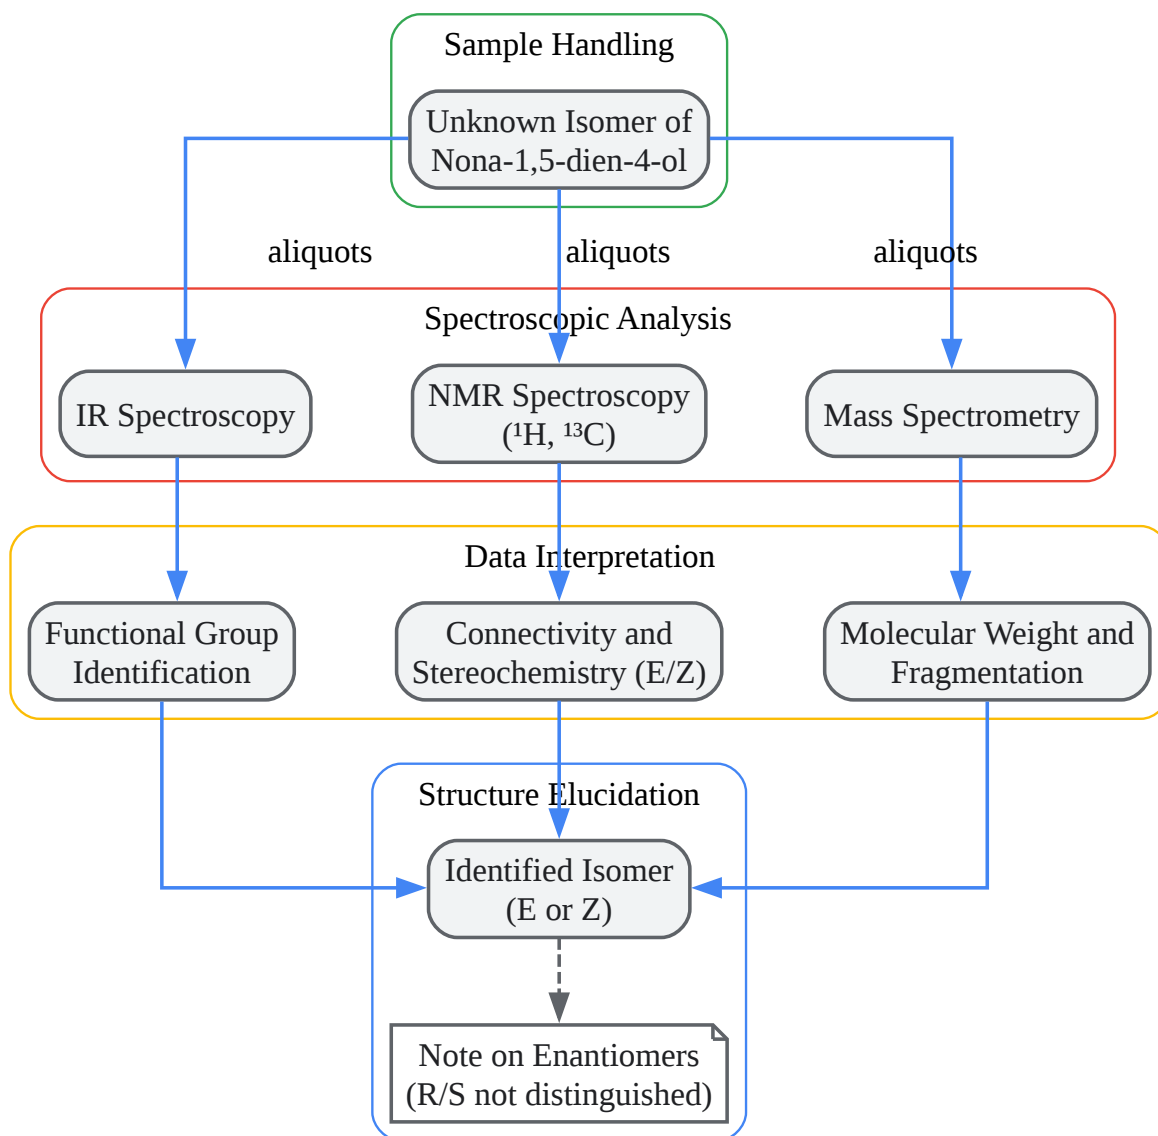 Sample Handling
Unknown Isomer of
Nona-1,5-dien-4-ol
aliquots
aliquots
aliquots
Spectroscopic Analysis
IR Spectroscopy
NMR Spectroscopy
(¹H, ¹³C)
Mass Spectrometry
Data Interpretation
Functional Group
Identification
Connectivity and
Stereochemistry (E/Z)
Molecular Weight and
Fragmentation
Structure Elucidation
Identified Isomer
(E or Z)
Note on Enantiomers
(R/S not distinguished)